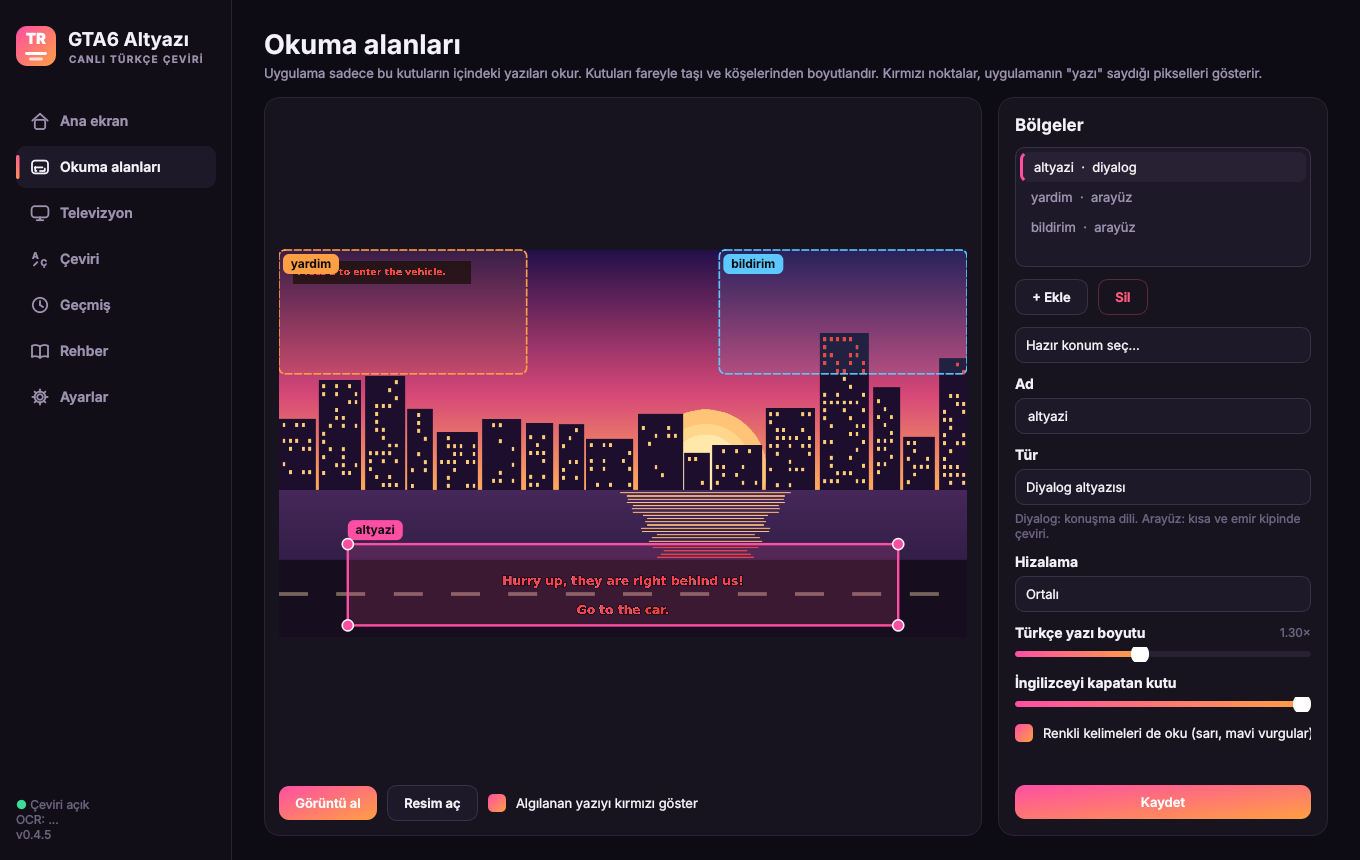 TR
GTA6 Altyazı
CANLI TÜRKÇE ÇEVİRİ
Ana ekran
Okuma alanları
Televizyon
Çeviri
Geçmiş
Rehber
Ayarlar
Çeviri açık
OCR: ...
v0.4.5
Okuma alanları
Uygulama sadece bu kutuların içindeki yazıları okur. Kutuları fareyle taşı ve köşelerinden boyutlandır. Kırmızı noktalar, uygulamanın "yazı" saydığı pikselleri gösterir.
yardim
to enter the vehicle.
bildirim
altyazi
Hurry up, they are right behind us!
Go to the car.
Görüntü al
Resim aç
Algılanan yazıyı kırmızı göster
Bölgeler
altyazi · diyalog
yardim · arayüz
bildirim · arayüz
+ Ekle
Sil
Hazır konum seç...
Ad
altyazi
Tür
Diyalog altyazısı
Diyalog: konuşma dili. Arayüz: kısa ve emir kipinde
çeviri.
Hizalama
Ortalı
Türkçe yazı boyutu 1.30×
İngilizceyi kapatan kutu
Renkli kelimeleri de oku (sarı, mavi vurgular)
Kaydet